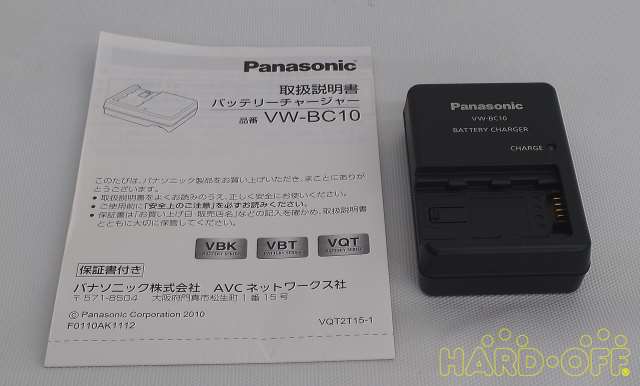 Panasonic
取扱説明書
バッテリーチャージャー
品番 VW-BC10
このたびは、パナソニック製品をお買い上げいただき、まことにありが
とうございます。
● 取扱説明書をよくお読みのうえ、正しく安全にお使いください。
● ご使用前に「安全上のご注意」を必ずお読みください。
● 保証書は「お買い上げ日・販売店名」などの記入を確かめ、取扱説明書
とともに大切に保管してください。
VBK VBT VQT
BATTERY SERIES BATTERY SERIES BATTERY SERIES
保証書付き
パナソニック株式会社 AVCネットワークス社
〒571-8504 大阪府門真市松生町1番15号
© Panasonic Corporation 2010
F0110AK1112 VQT2T15-1
Panasonic
VW-BC10
BATTERY CHARGER
CHARGE
HARD・OFF